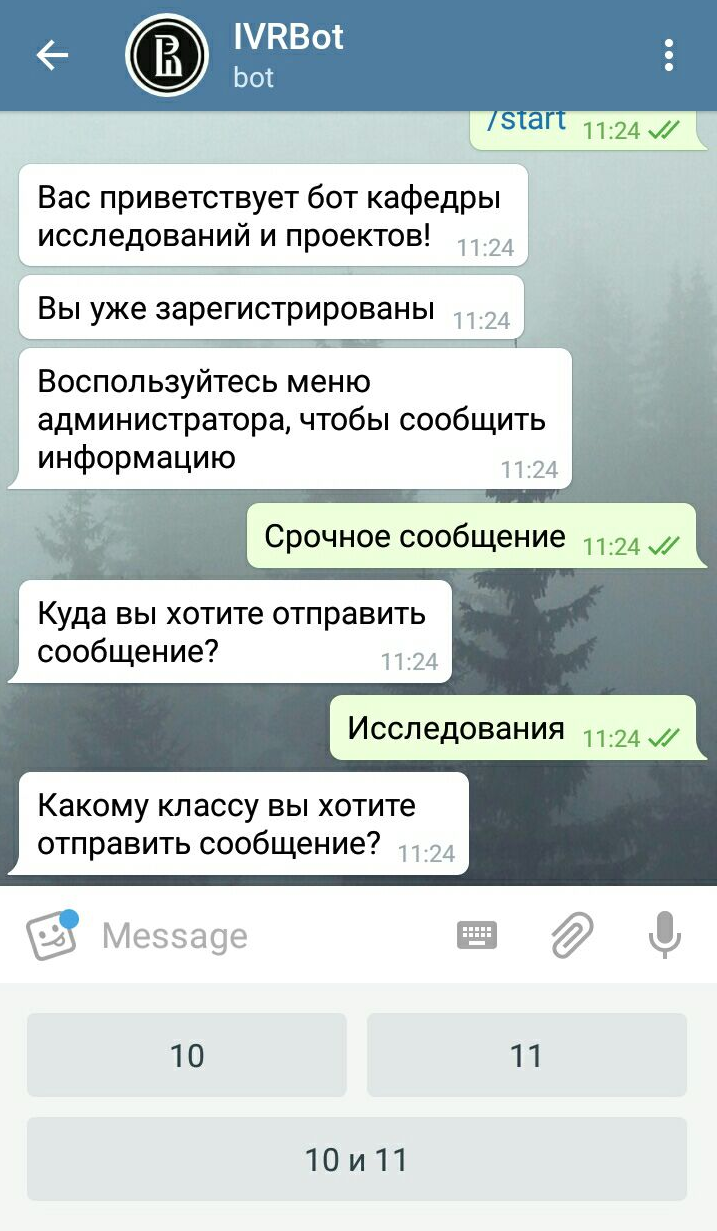 IVRBot
bot
/start 11:24
Вас приветствует бот кафедры
исследований и проектов! 11:24
Вы уже зарегистрированы 11:24
Воспользуйтесь меню
администратора, чтобы сообщить
информацию 11:24
Срочное сообщение 11:24
Куда вы хотите отправить
сообщение? 11:24
Исследования 11:24
Какому классу вы хотите
отправить сообщение? 11:24
Message
10
11
10 и 11